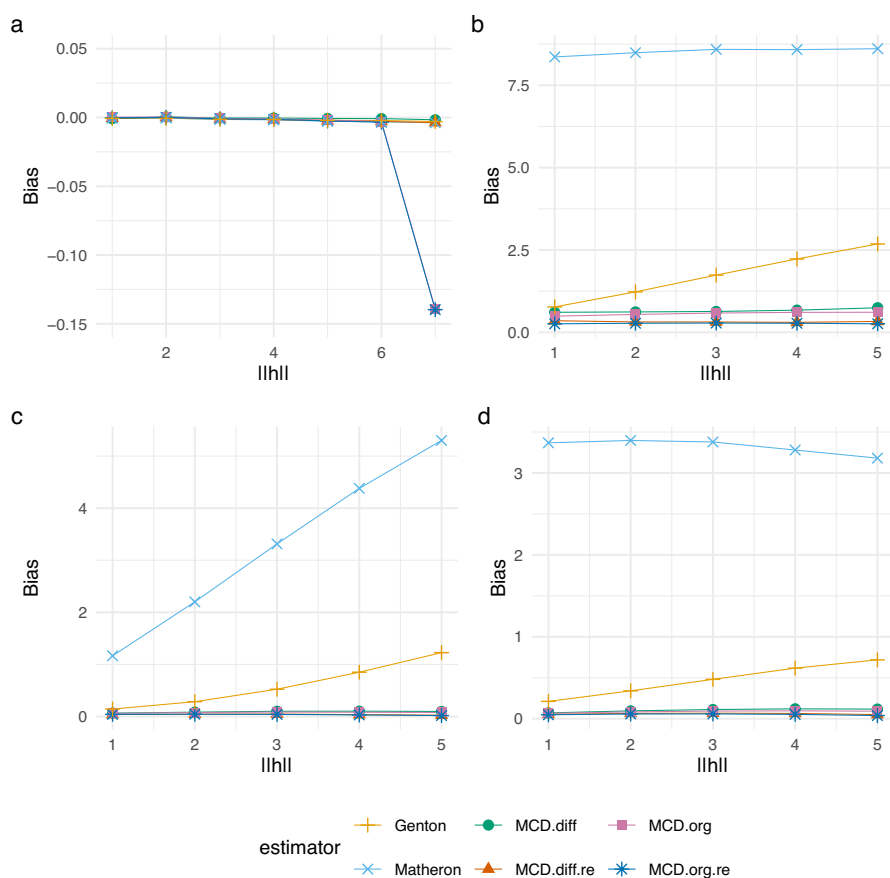 a
0.05
0.00
−0.05
−0.10
−0.15
Bias
2
4
6
||h||
b
7.5
5.0
2.5
0.0
Bias
1
2
3
4
5
||h||
c
4
2
0
Bias
1
2
3
4
5
||h||
d
3
2
1
0
Bias
1
2
3
4
5
||h||
estimator
Genton
MCD.diff
MCD.org
Matheron
MCD.diff.re
MCD.org.re